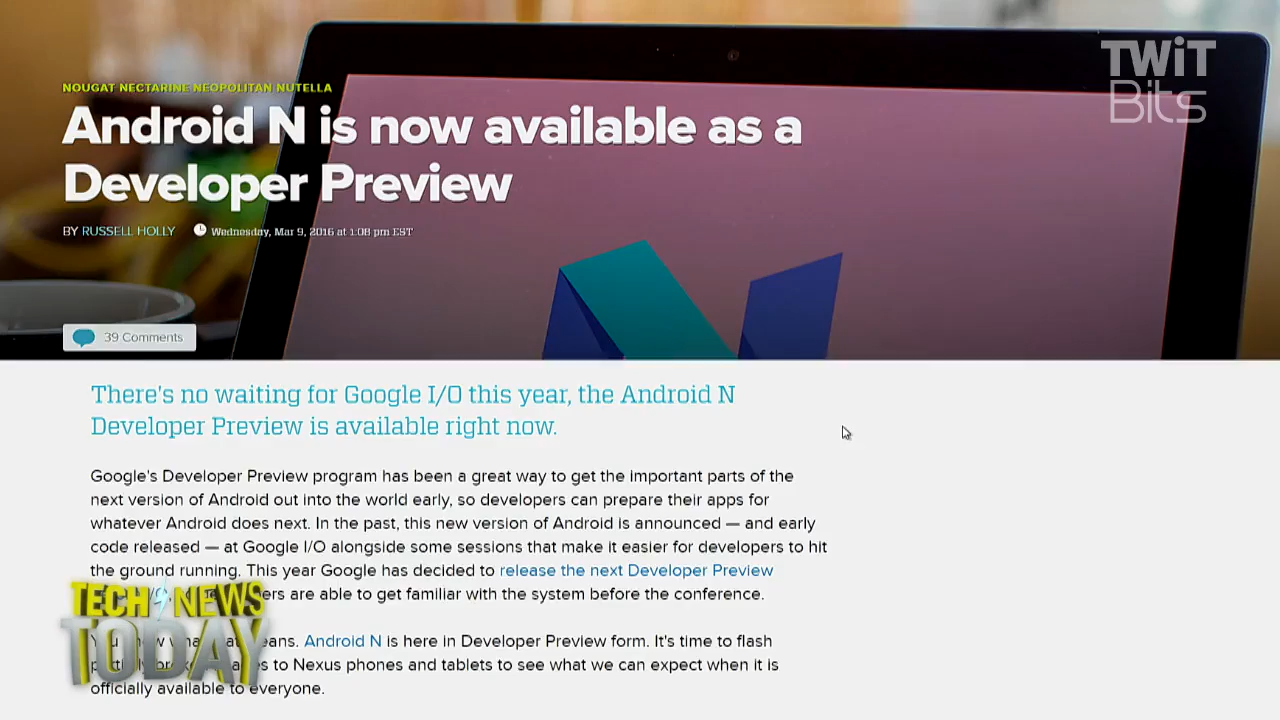 TWiT
Bits
NOUGAT NECTARINE NEOPOLITAN NUTELLA
Android N is now available as a
Developer Preview
BY RUSSELL HOLLY Wednesday, Mar 9, 2016 at 1:08 pm EST
39 Comments
There's no waiting for Google I/O this year, the Android N
Developer Preview is available right now.
Google's Developer Preview program has been a great way to get the important parts of the
next version of Android out into the world early, so developers can prepare their apps for
whatever Android does next. In the past, this new version of Android is announced — and early
code released — at Google I/O alongside some sessions that make it easier for developers to hit
the ground running. This year Google has decided to release the next Developer Preview
are able to get familiar with the system before the conference.
Android N is here in Developer Preview form. It's time to flash
to Nexus phones and tablets to see what we can expect when it is
officially available to everyone.
TECH NEWS
TODAY